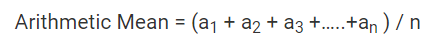 Arithmetic Mean = (a₁ + a₂ + a₃ +.....+aₙ ) / n